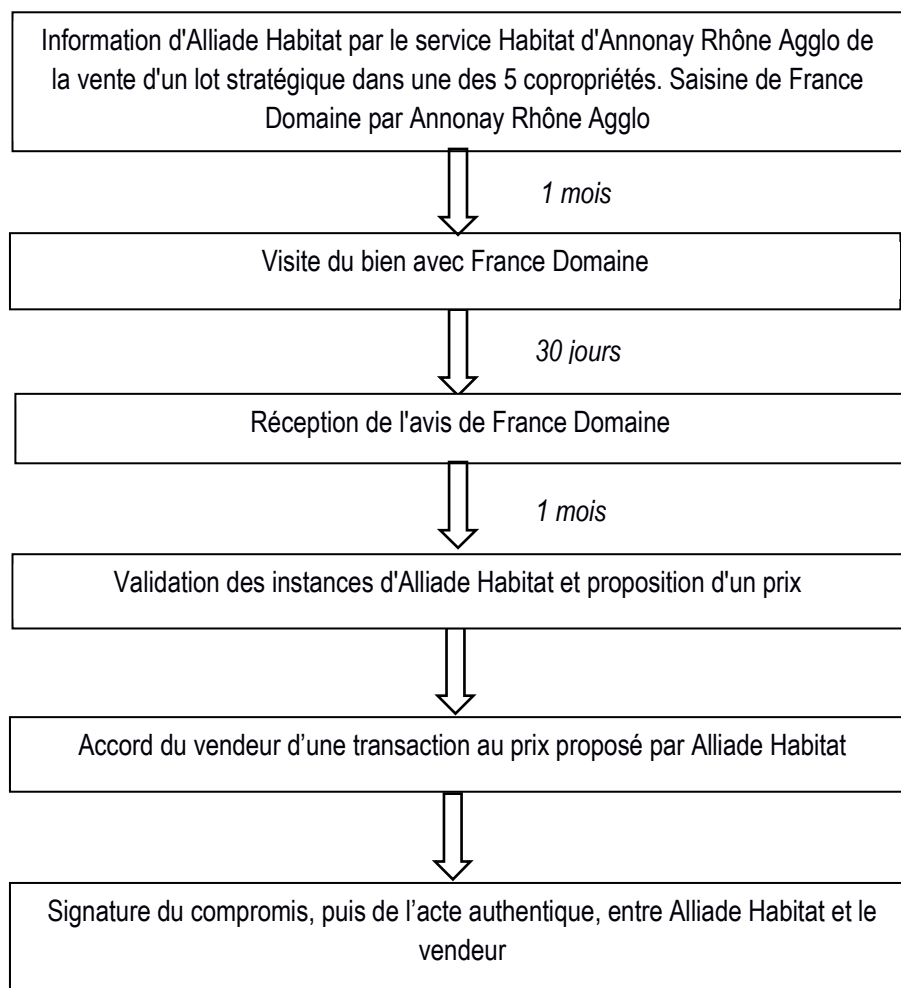 Information d'Alliade Habitat par le service Habitat d'Annonay Rhône Agglo de
la vente d'un lot stratégique dans une des 5 copropriétés. Saisine de France
Domaine par Annonay Rhône Agglo
1 mois
Visite du bien avec France Domaine
30 jours
Réception de l'avis de France Domaine
1 mois
Validation des instances d'Alliade Habitat et proposition d'un prix
Accord du vendeur d’une transaction au prix proposé par Alliade Habitat
Signature du compromis, puis de l’acte authentique, entre Alliade Habitat et le
vendeur